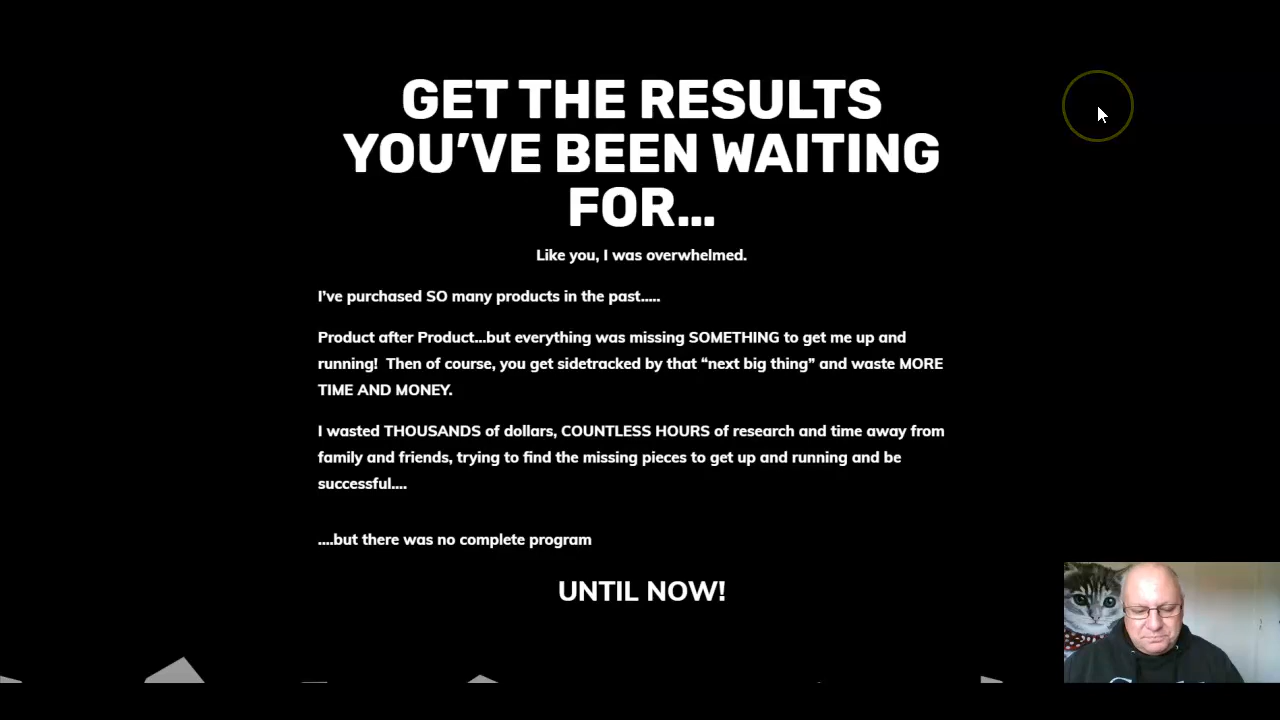 GET THE RESULTS
YOU’VE BEEN WAITING
FOR...
Like you, I was overwhelmed.
I’ve purchased SO many products in the past.....
Product after Product...but everything was missing SOMETHING to get me up and
running!  Then of course, you get sidetracked by that “next big thing” and waste MORE
TIME AND MONEY.
I wasted THOUSANDS of dollars, COUNTLESS HOURS of research and time away from
family and friends, trying to find the missing pieces to get up and running and be
successful....
....but there was no complete program
UNTIL NOW!